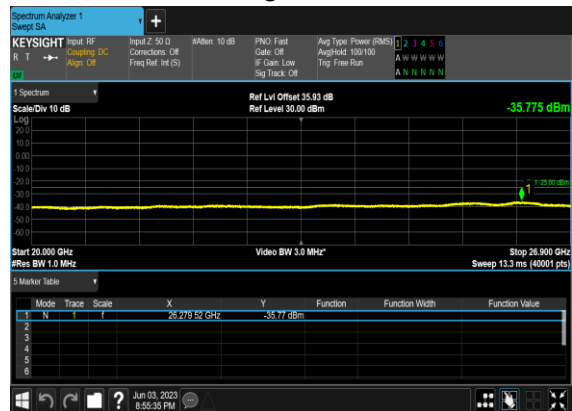 Spectrum Analyzer 1
Swept SA
+
KEYSIGHT Input: RF Input Z: 50 Ω #Atten: 10 dB PNO: Fast Avg Type: Power (RMS) 1 2 3 4 5 6
R T Coupling: DC Corrections: Off Gate: Off Avg|Hold: 100/100 A W W W W W
Align: Off Freq Ref: Int (S) IF Gain: Low Trig: Free Run
LW Sig Track: Off A N N N N N
1 Spectrum Ref Lvl Offset 35.93 dB
Scale/Div 10 dB Ref Level 30.00 dBm -35.775 dBm
Log
20.0
10.0
0.00
-10.0
-20.0
-30.0
-40.0
-50.0
-60.0
1
1 -25.00 dBm
Start 20.000 GHz Video BW 3.0 MHz* Stop 26.900 GHz
#Res BW 1.0 MHz Sweep 13.3 ms (40001 pts)
5 Marker Table
Mode Trace Scale X Y Function Function Width Function Value
1 N 1 f 26.279 52 GHz -35.77 dBm
2
3
4
5
6
? Jun 03, 2023
8:55:35 PM